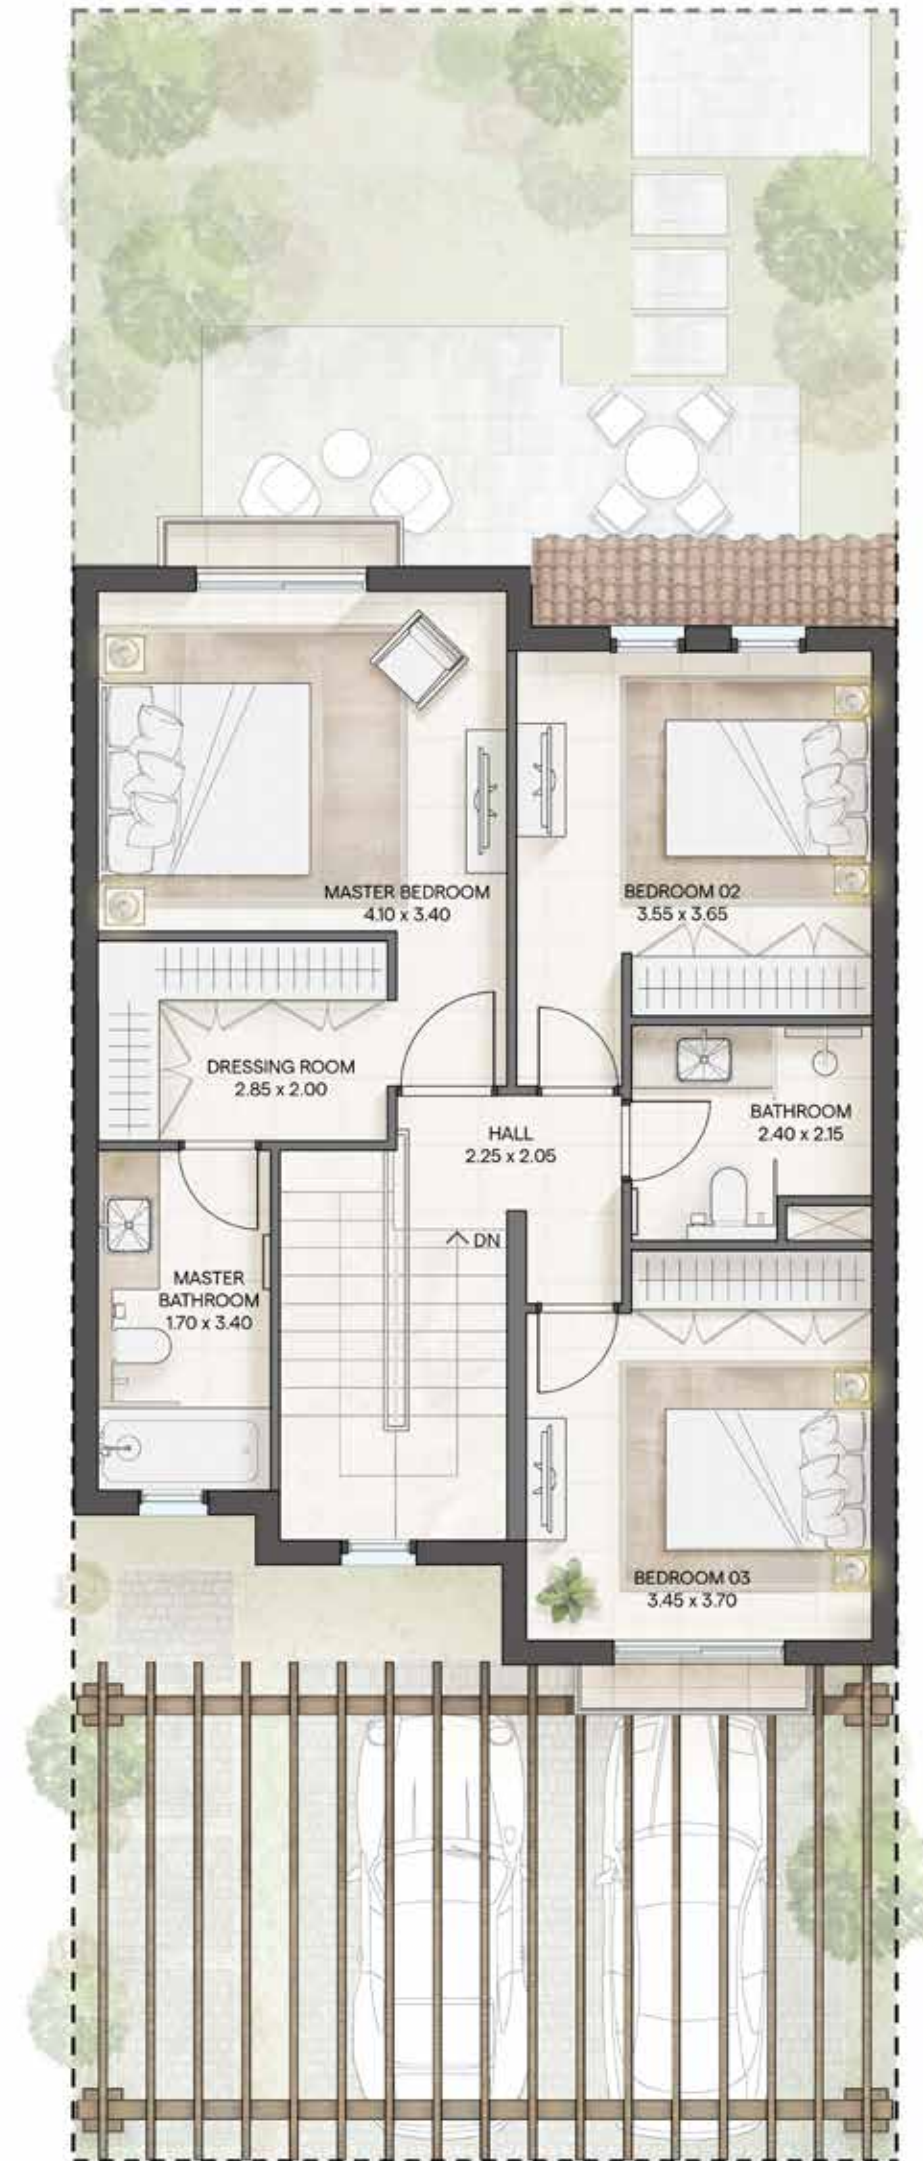 MASTER BEDROOM
4.10 x 3.40
BEDROOM 02
3.55 x 3.65
DRESSING ROOM
2.85 x 2.00
HALL
2.25 x 2.05
BATHROOM
2.40 x 2.15
DN
MASTER
BATHROOM
1.70 x 3.40
BEDROOM 03
3.45 x 3.70